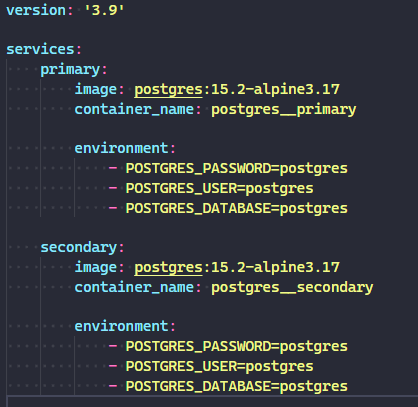 version: '3.9'
services:
primary:
image: postgres:15.2-alpine3.17
container_name: postgres__primary
environment:
- POSTGRES_PASSWORD=postgres
- POSTGRES_USER=postgres
- POSTGRES_DATABASE=postgres
secondary:
image: postgres:15.2-alpine3.17
container_name: postgres__secondary
environment:
- POSTGRES_PASSWORD=postgres
- POSTGRES_USER=postgres
- POSTGRES_DATABASE=postgres